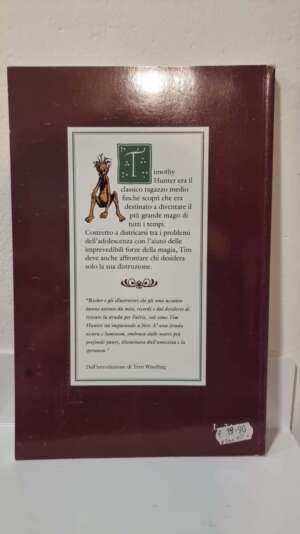 Timothy
Hunter era il
classico ragazzo medio
finché scoprì che era
destinato a diventare il
più grande mago di
tutti i tempi.
Costretto a districarsi tra i problemi
dell'adolescenza con l'aiuto delle
imprevedibili forze della magia, Tim
deve anche affrontare chi desidera
solo la sua distruzione.
"Rieber e gli illustratori che gli sono accanto
hanno attinto da miti, ricordi e dal desiderio di
trovare la strada per Faerie, così come Tim
Hunter sta imparando a fare. E' una strada
oscura e luminosa, ombrata dalle nostre più
profonde paure, illuminata dall'amicizia e la
speranza."
Dall'introduzione di Terri Windling